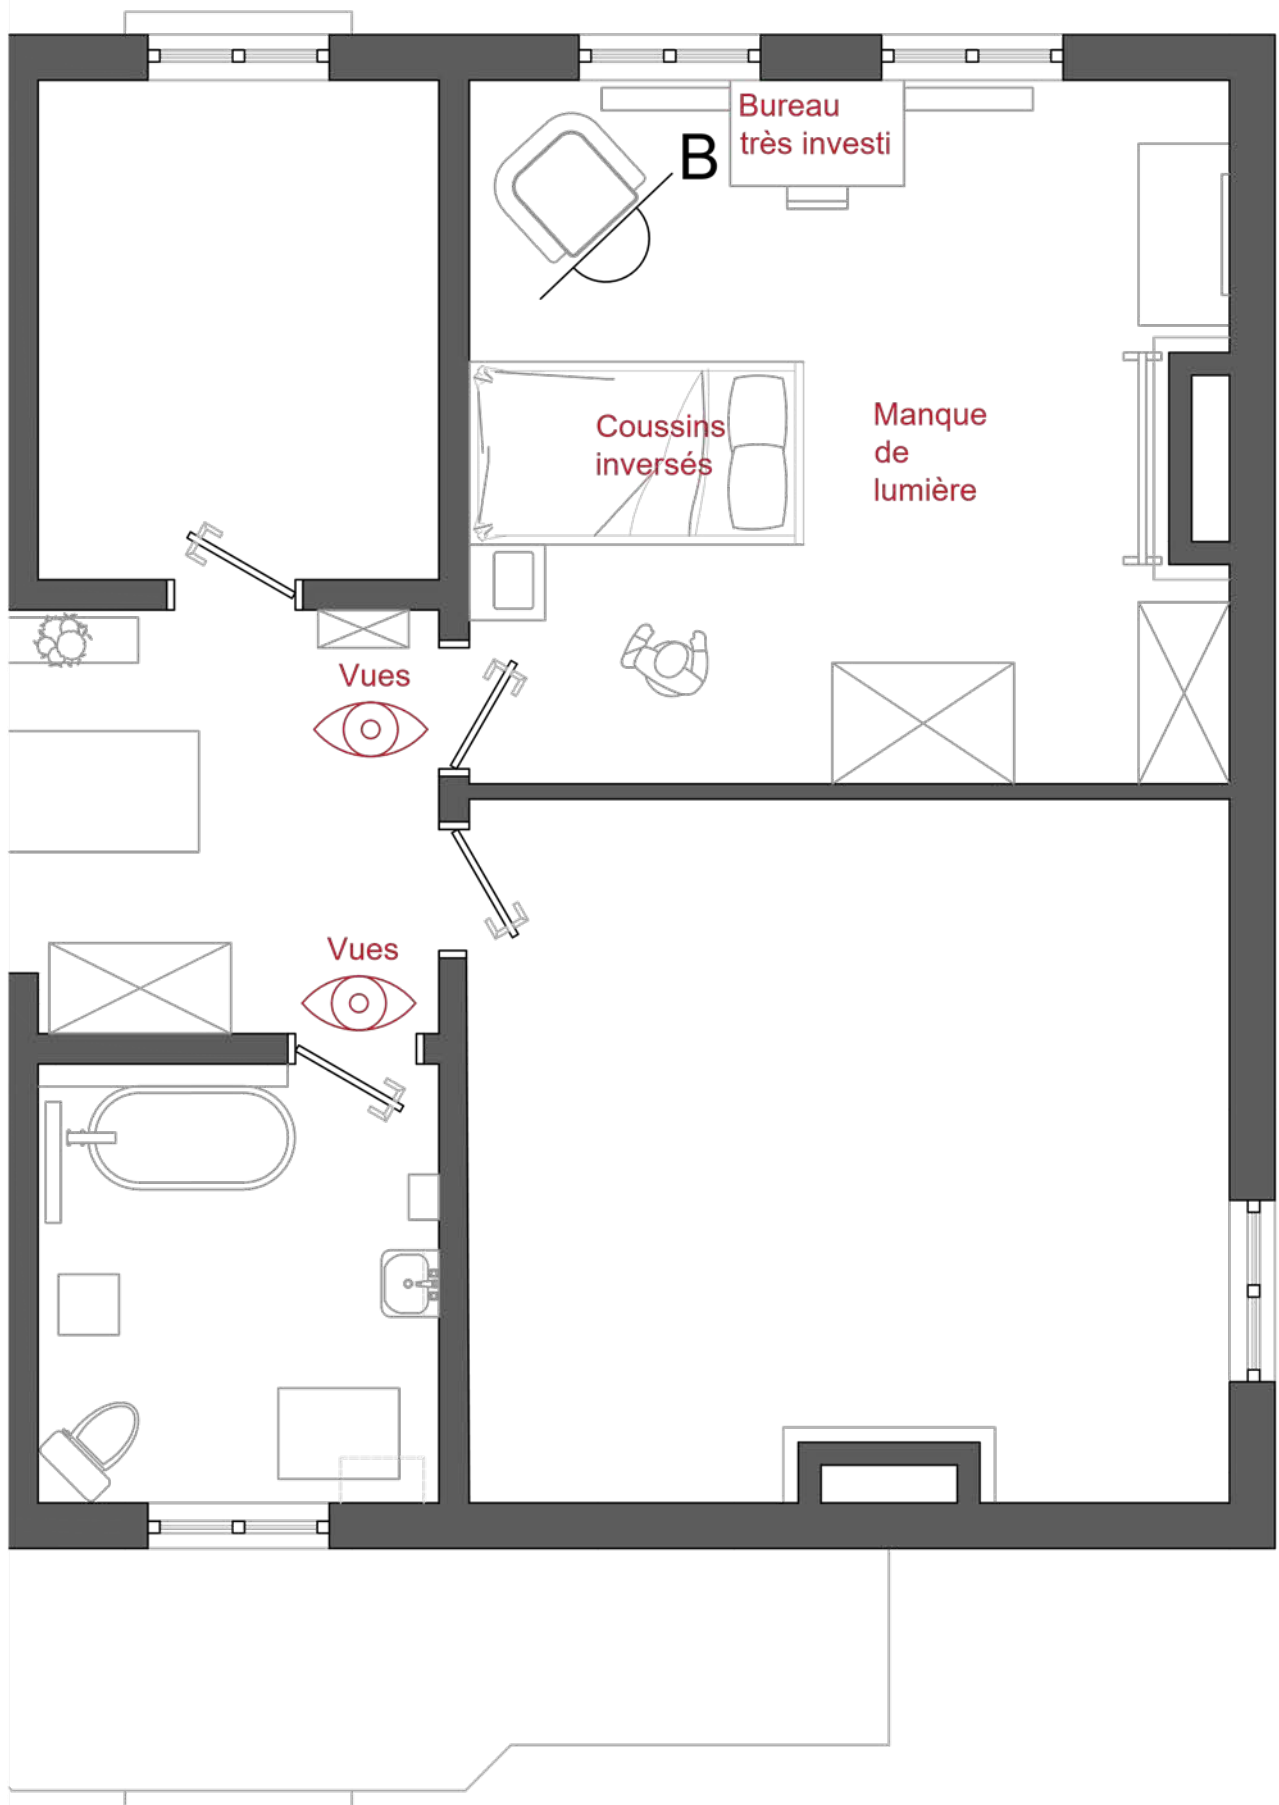 Bureau
très investi
B
Coussins
inversés
Manque
de
lumière
Vues
Vues